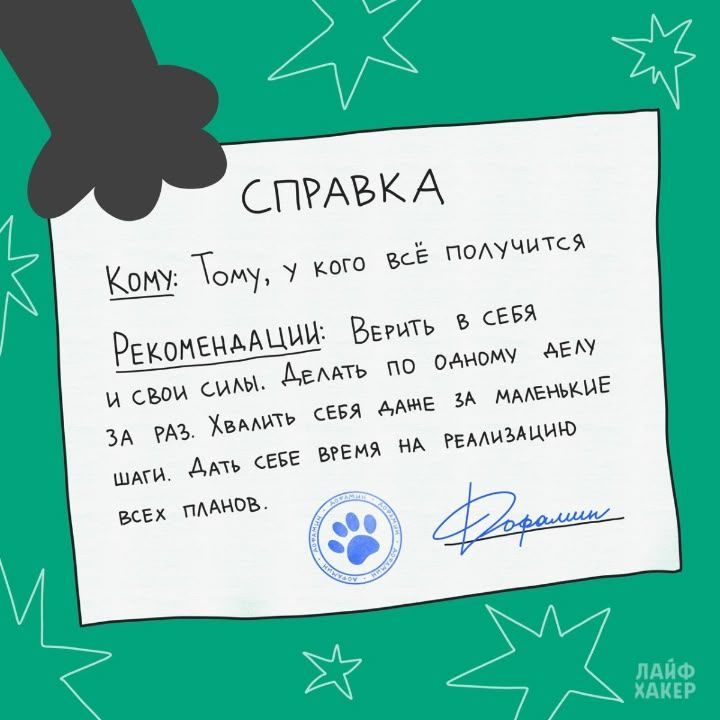 СПРАВКА
Кому: Тому, у кого всё получится
Рекомендации: Верить в себя
и свои силы. Делать по одному делу
за раз. Хвалить себя даже за маленькие
шаги. Дать себе время на реализацию
всех планов.
ДОФАМИН · ДОФАМИН · ДОФАМИН · ДОФАМИН ·
Дофамин
ЛАЙФ
ХАКЕР